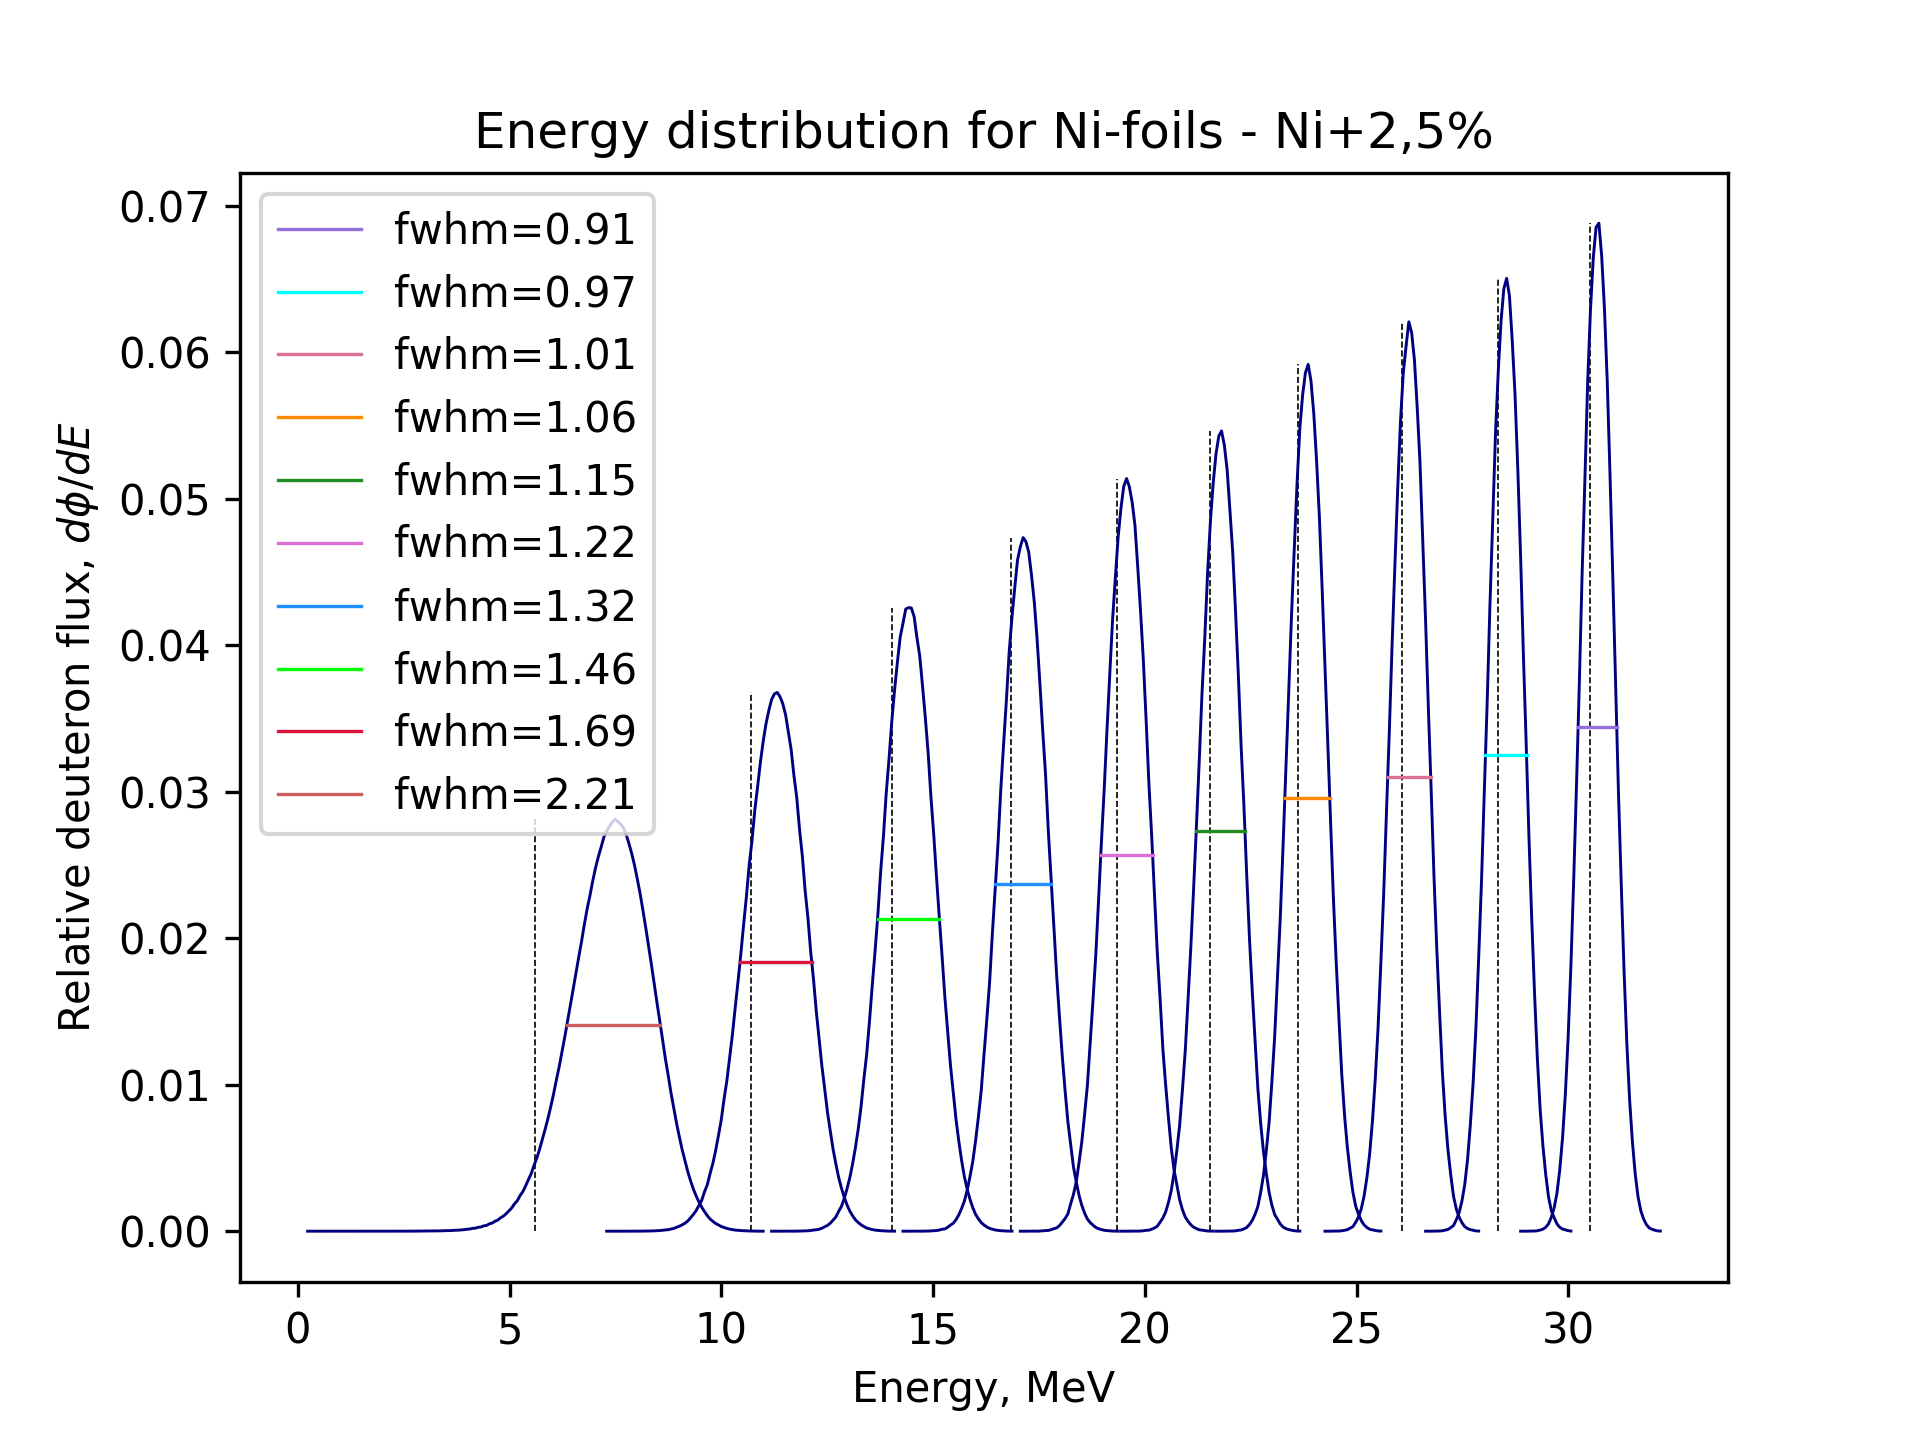 Energy distribution for Ni-foils - Ni+2,5%
0.07
0.06
0.05
0.04
0.03
0.02
0.01
0.00
Relative deuteron flux, dϕ/dE
fwhm=0.91
fwhm=0.97
fwhm=1.01
fwhm=1.06
fwhm=1.15
fwhm=1.22
fwhm=1.32
fwhm=1.46
fwhm=1.69
fwhm=2.21
0 5 10 15 20 25 30
Energy, MeV